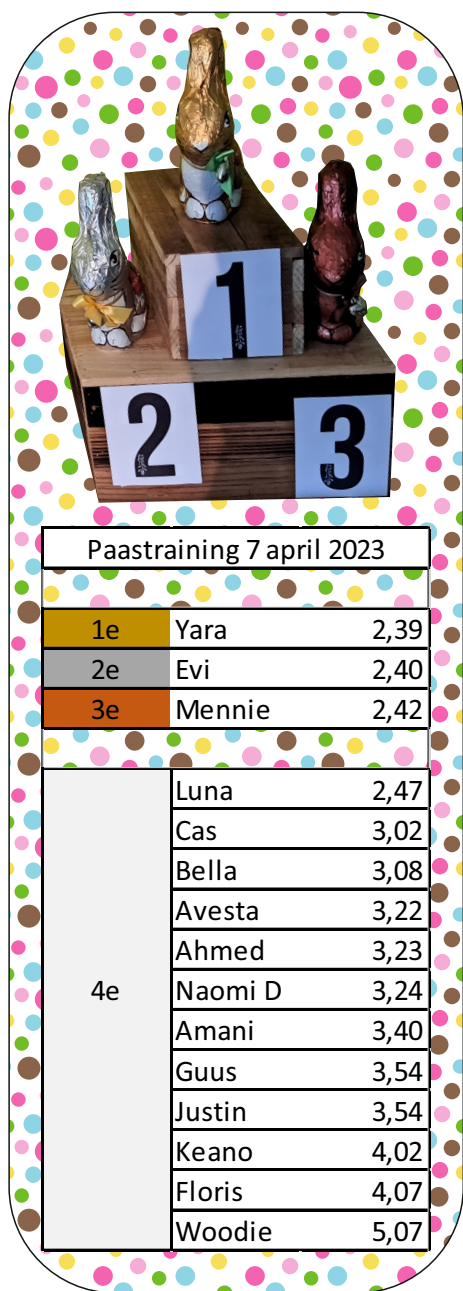 1
2
3
Paastraining 7 april 2023
1e Yara 2,39
2e Evi 2,40
3e Mennie 2,42
Luna 2,47
Cas 3,02
Bella 3,08
Avesta 3,22
Ahmed 3,23
4e Naomi D 3,24
Amani 3,40
Guus 3,54
Justin 3,54
Keano 4,02
Floris 4,07
Woodie 5,07